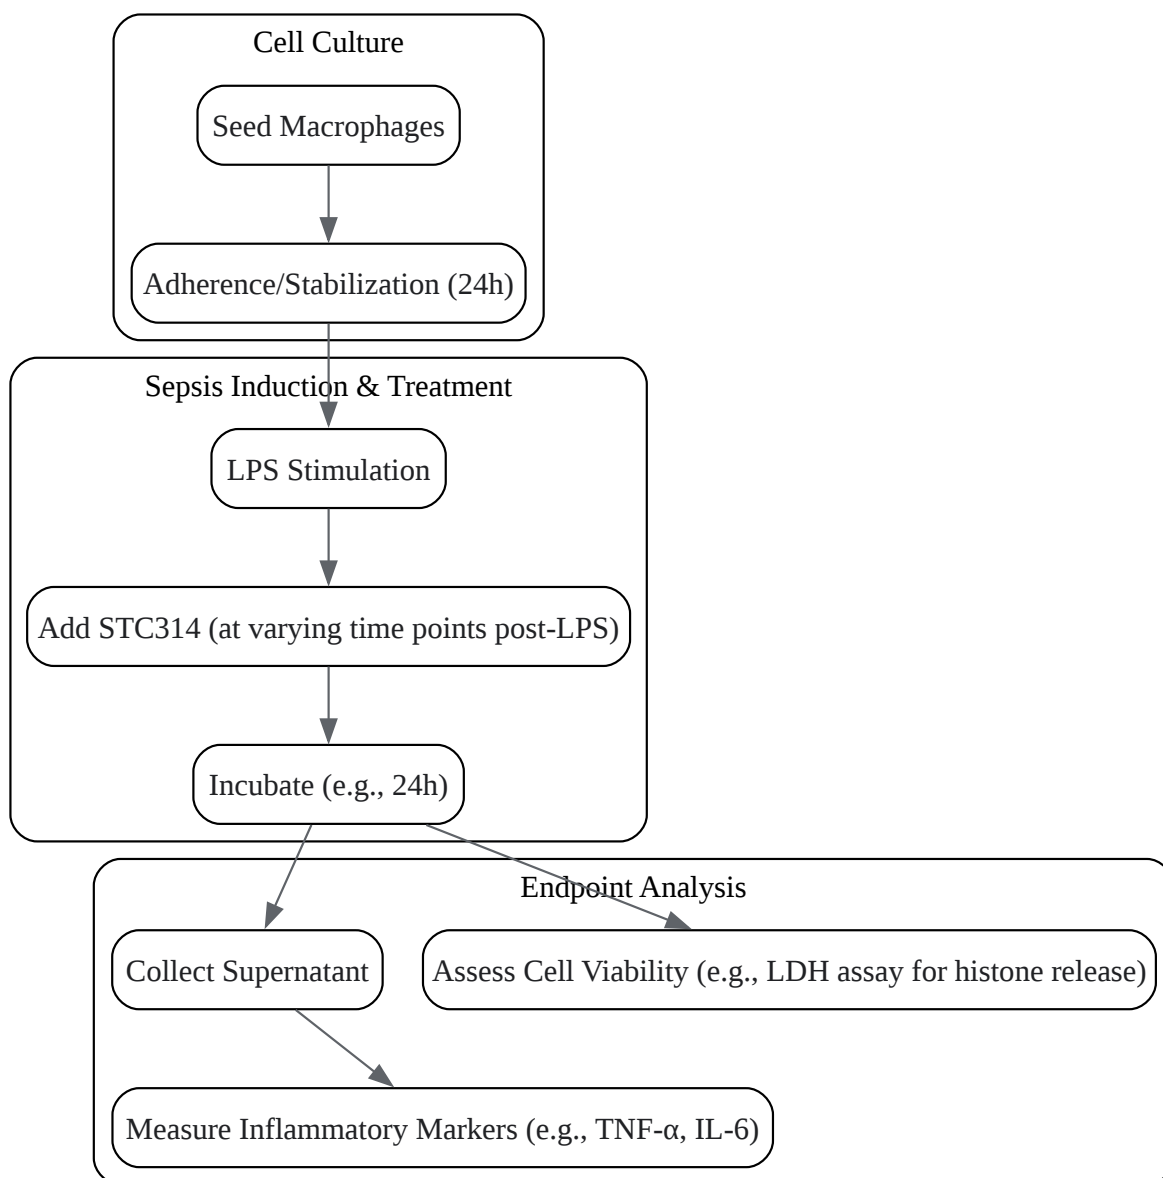 Cell Culture
Seed Macrophages
Adherence/Stabilization (24h)
Sepsis Induction & Treatment
LPS Stimulation
Add STC314 (at varying time points post-LPS)
Incubate (e.g., 24h)
Endpoint Analysis
Collect Supernatant
Assess Cell Viability (e.g., LDH assay for histone release)
Measure Inflammatory Markers (e.g., TNF-α, IL-6)